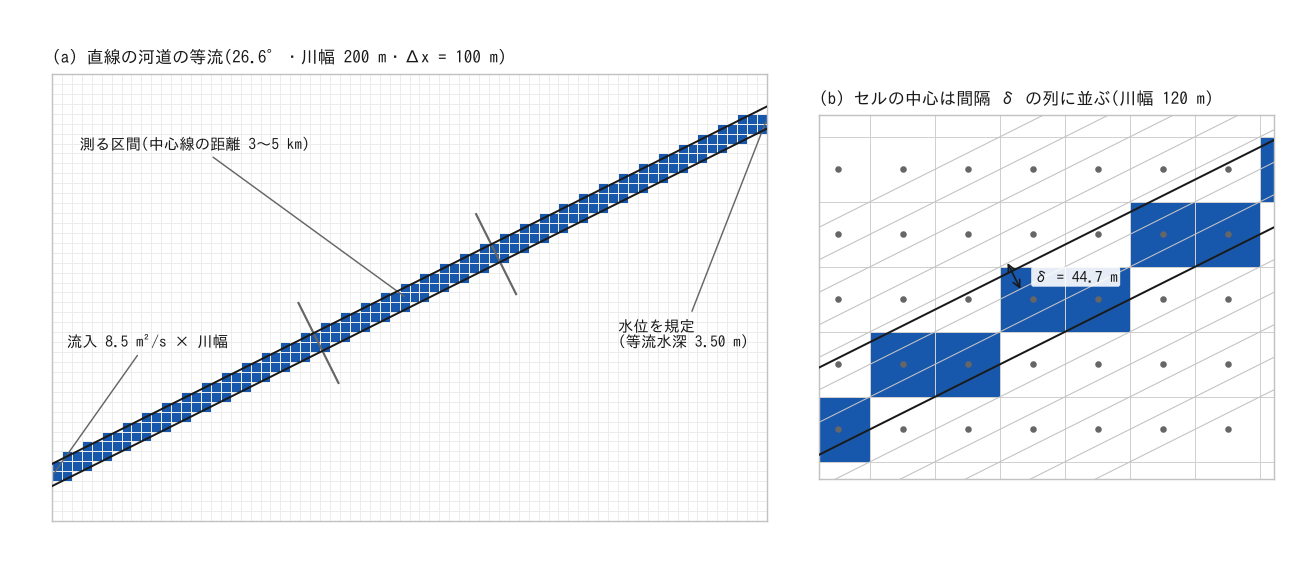 (a) 直線の河道の等流(26.6° ・川幅 200 m・Δx = 100 m)
測る区間(中心線の距離 3〜5 km)
流入 8.5 m²/s × 川幅
水位を規定
(等流水深 3.50 m)
(b) セルの中心は間隔 δ の列に並ぶ(川幅 120 m)
δ = 44.7 m